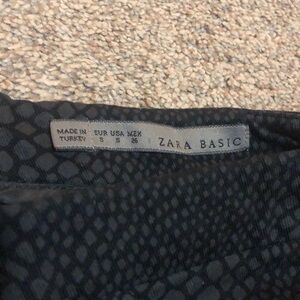 MADE IN
TURKEY
EUR USA MEX
S S 26
ZARA BASIC